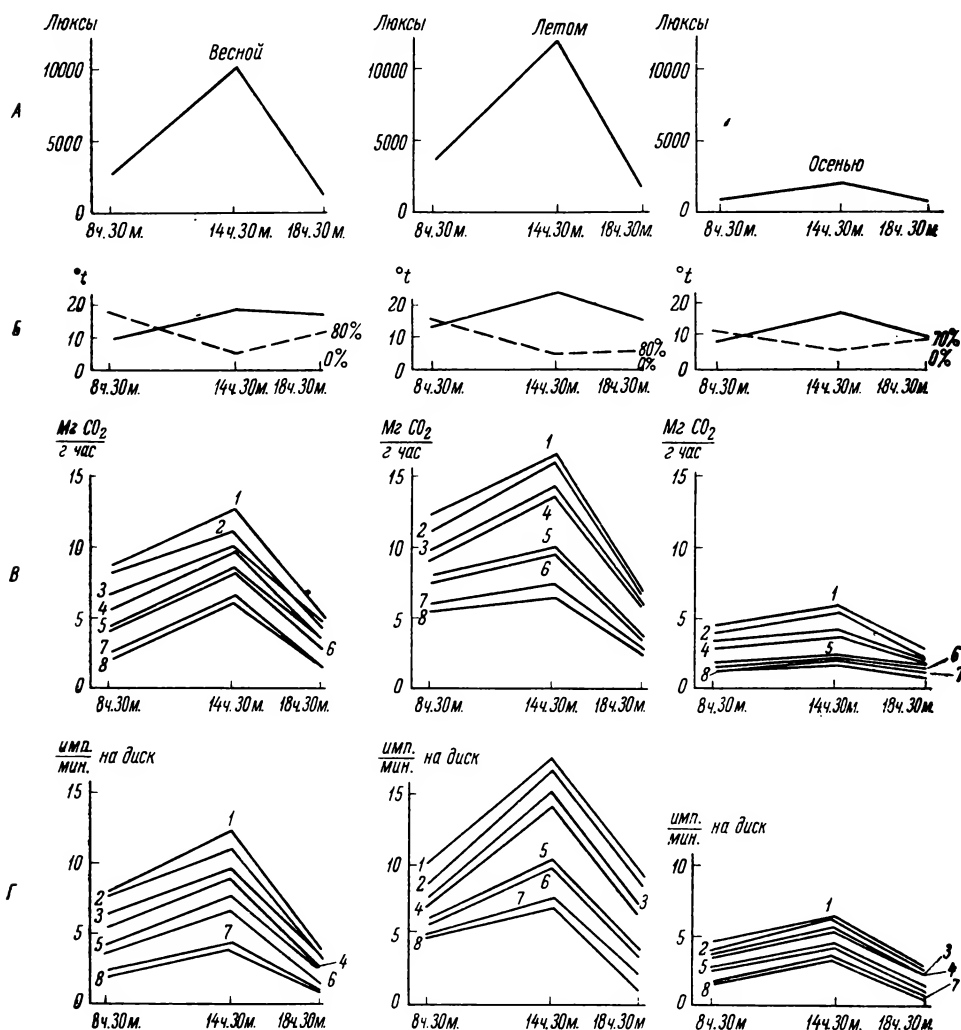 Люксы Люксы Люксы
Весной Летом
10000 10000 10000
А
5000 5000 5000
Осенью
0 0 0
8ч.30м. 14ч.30м. 18ч.30м. 8ч.30м. 14ч.30м. 18ч.30м. 8ч.30м. 14ч.30м. 18ч.30м.
°t °t °t
20 20 20
Б 10 80% 10 80% 10 70%
0 0% 0 0% 0 0%
8ч.30м. 14ч.30м. 18ч.30м. 8ч.30м. 14ч.30м. 18ч.30м. 8ч.30м. 14ч.30м. 18ч.30м.
Мг CO₂ Мг CO₂ Мг CO₂
г час г час г час
15 1 15 1 15
2 2 4
10 10 3 5 10
3
В 4 6 1
5 5 5 7 5 2
8 4 5 6
7 6 7
8 8
0 0 0
8ч.30м. 14ч.30м. 18ч.30м. 8ч.30м. 14ч.30м. 18ч.30м. 8ч.30м. 14ч.30м. 18ч.30м.
имп. на диск имп. на диск
мин. мин.
15 15
1 имп. на диск
мин.
10 10 1 5 10
2 2 6
Г 3 4 7 3 1
5 5 5 8 5 2
7 4 5 3
8 6 8 4
7
0 0 0
8ч.30м. 14ч.30м. 18ч.30м. 8ч.30м. 14ч.30м. 18ч.30м. 8ч.30м. 14ч.30м. 18ч.30м.